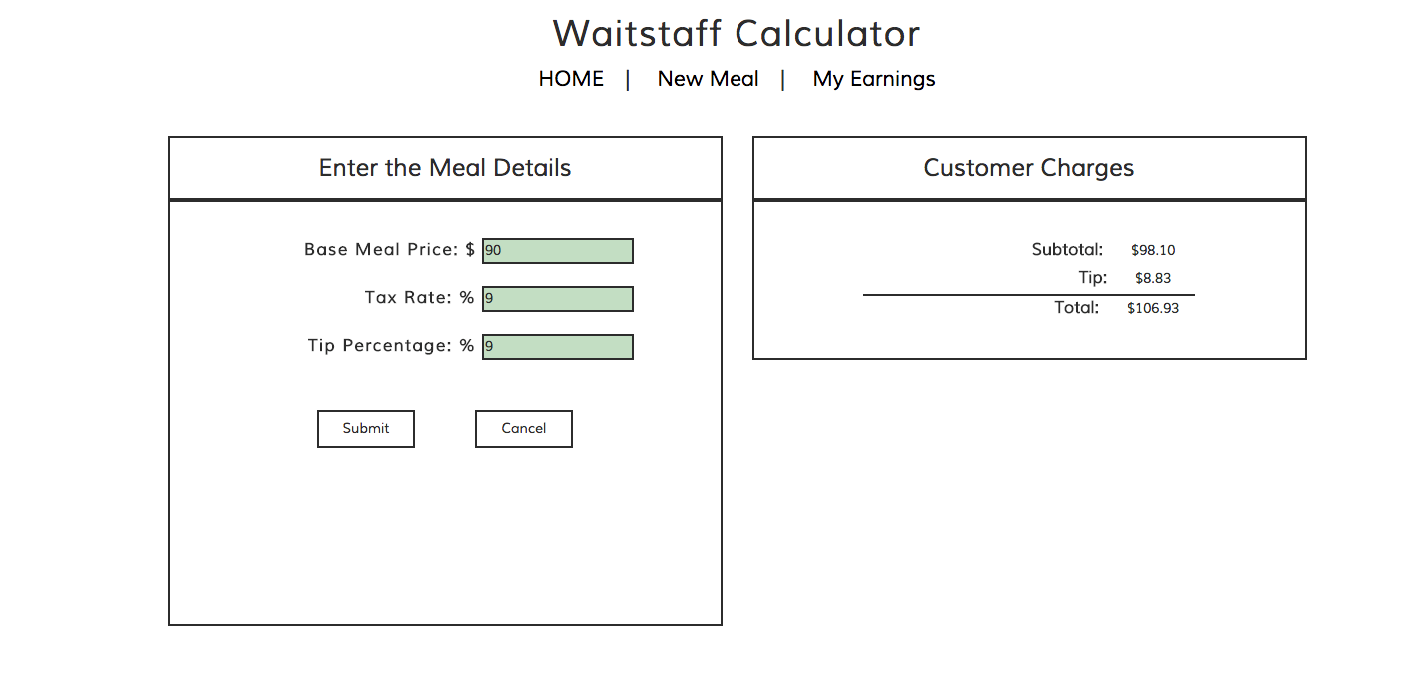 Waitstaff Calculator
HOME | New Meal | My Earnings
Enter the Meal Details
Base Meal Price: $ 90
Tax Rate: % 9
Tip Percentage: % 9
Submit Cancel
Customer Charges
Subtotal: $98.10
Tip: $8.83
Total: $106.93